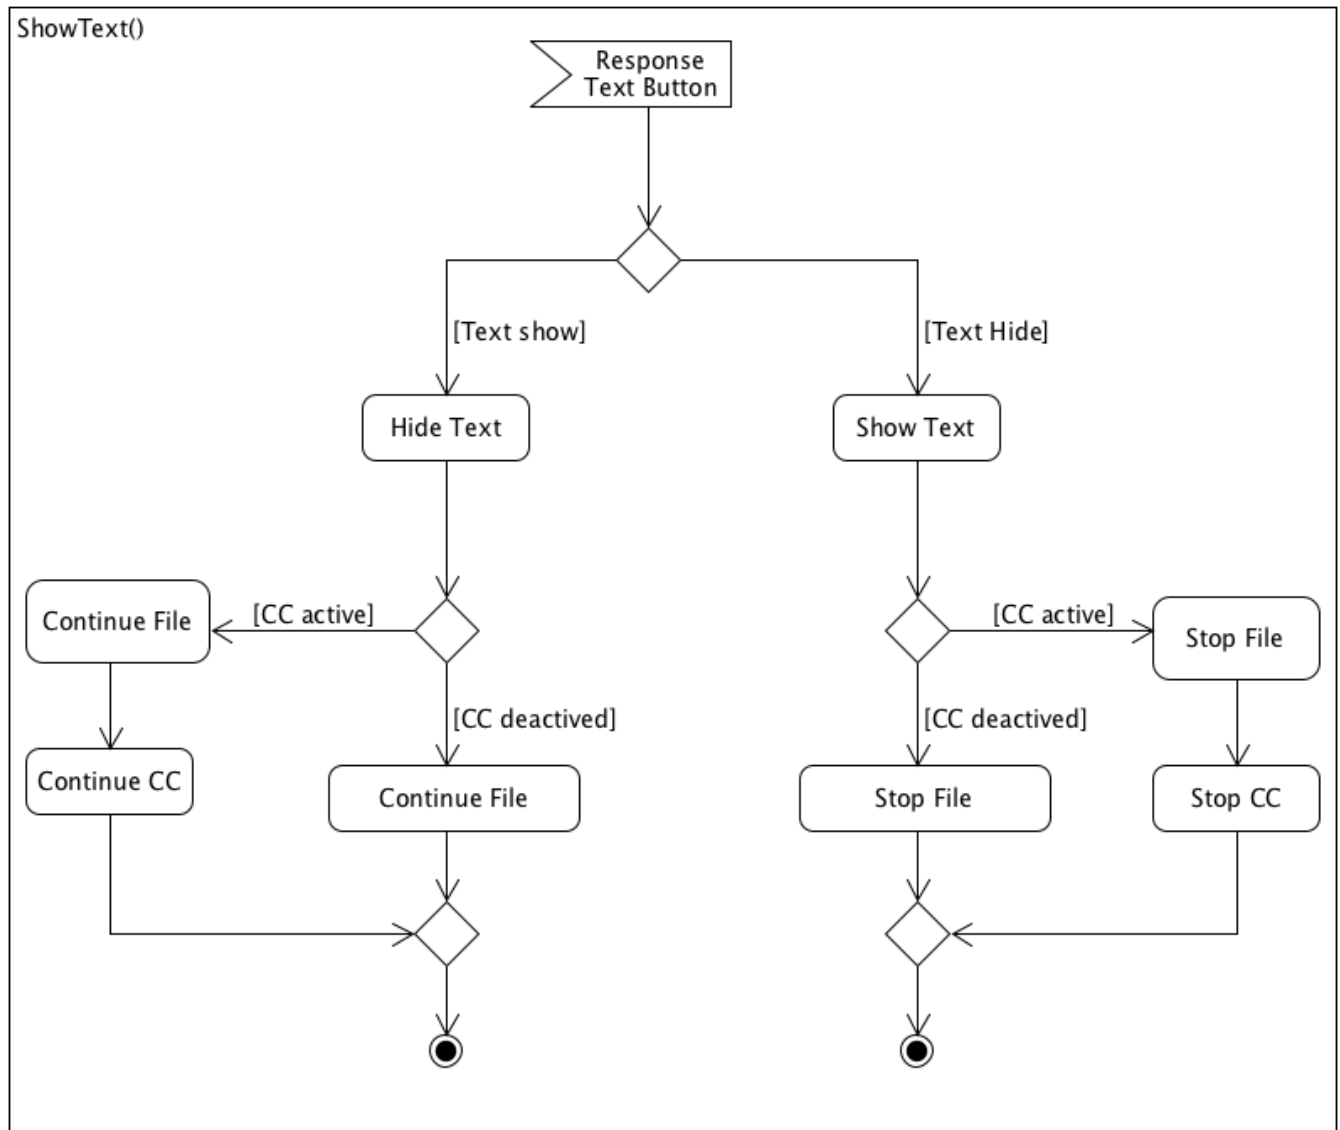 ShowText()
Response
Text Button
[Text show]
[Text Hide]
Hide Text
Show Text
Continue File
[CC active]
[CC active]
Stop File
[CC deactived]
[CC deactived]
Continue CC
Continue File
Stop File
Stop CC